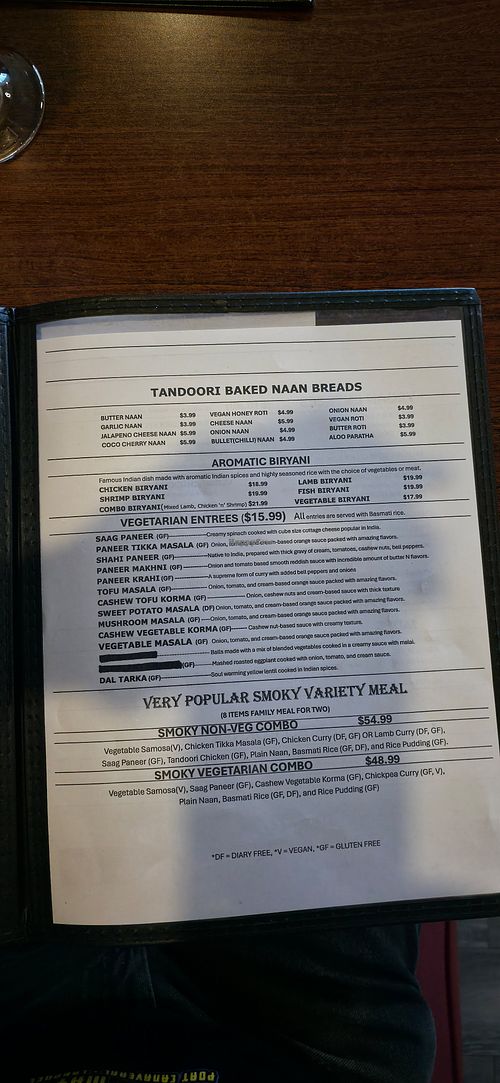 TANDOORI BAKED NAAN BREADS
BUTTER NAAN $3.99 VEGAN HONEY ROTI $4.99 ONION NAAN $4.99
GARLIC NAAN $3.99 CHEESE NAAN $5.99 VEGAN ROTI $3.99
JALAPENO CHEESE NAAN $5.99 ONION NAAN $4.99 BUTTER ROTI $3.99
COCO CHERRY NAAN $5.99 BULLET(CHILLI) NAAN $4.99 ALOO PARATHA $5.99
AROMATIC BIRYANI
Famous Indian dish made with aromatic Indian spices and highly seasoned rice with the choice of vegetables or meat.
CHICKEN BIRYANI $18.99 LAMB BIRYANI $19.99
SHRIMP BIRYANI $19.99 FISH BIRYANI $19.99
COMBO BIRYANI(Mixed Lamb, Chicken 'n' Shrimp) $21.99 VEGETABLE BIRYANI $17.99
VEGETARIAN ENTREES ($15.99) All entries are served with Basmati rice.
SAAG PANEER (GF)-----------Creamy spinach cooked with cube size cottage cheese popular in India.
PANEER TIKKA MASALA (GF) Onion, tomato, and cream-based orange sauce packed with amazing flavors.
SHAHI PANEER (GF)-----------Native to India, prepared with thick gravy of cream, tomatoes, cashew nuts, bell peppers.
PANEER MAKHNI (GF)---------Onion and tomato based smooth reddish sauce with incredible amount of butter N flavors.
PANEER KRAHI(GF)-----------A supreme form of curry with added bell peppers and onions
TOFU MASALA (GF)---------Onion, tomato, and cream-based orange sauce packed with amazing flavors.
CASHEW TOFU KORMA (GF)-----------Onion, cashew nuts and cream-based sauce with thick texture
SWEET POTATO MASALA (DF) Onion, tomato, and cream-based orange sauce packed with amazing flavors.
MUSHROOM MASALA (GF) ----Onion, tomato, and cream-based orange sauce packed with amazing flavors.
CASHEW VEGETABLE KORMA (GF)-------Cashew nut-based sauce with creamy texture.
VEGETABLE MASALA (GF) Onion, tomato, and cream-based orange sauce packed with amazing flavors.
-----------Balls made with a mix of blended vegetables cooked in a creamy sauce with malai.
(GF)---------Mashed roasted eggplant cooked with onion, tomato, and cream sauce.
DAL TARKA (GF)-----------Soul warming yellow lentil cooked in Indian spices.
VERY POPULAR SMOKY VARIETY MEAL
(8 ITEMS FAMILY MEAL FOR TWO)
SMOKY NON-VEG COMBO $54.99
Vegetable Samosa(V), Chicken Tikka Masala (GF), Chicken Curry (DF, GF) OR Lamb Curry (DF, GF),
Saag Paneer (GF), Tandoori Chicken (GF), Plain Naan, Basmati Rice (GF, DF), and Rice Pudding (GF).
SMOKY VEGETARIAN COMBO $48.99
Vegetable Samosa(V), Saag Paneer (GF), Cashew Vegetable Korma (GF), Chickpea Curry (GF, V),
Plain Naan, Basmati Rice (GF, DF), and Rice Pudding (GF)
*DF = DIARY FREE, *V = VEGAN, *GF = GLUTEN FREE
PORT CANAVERAL